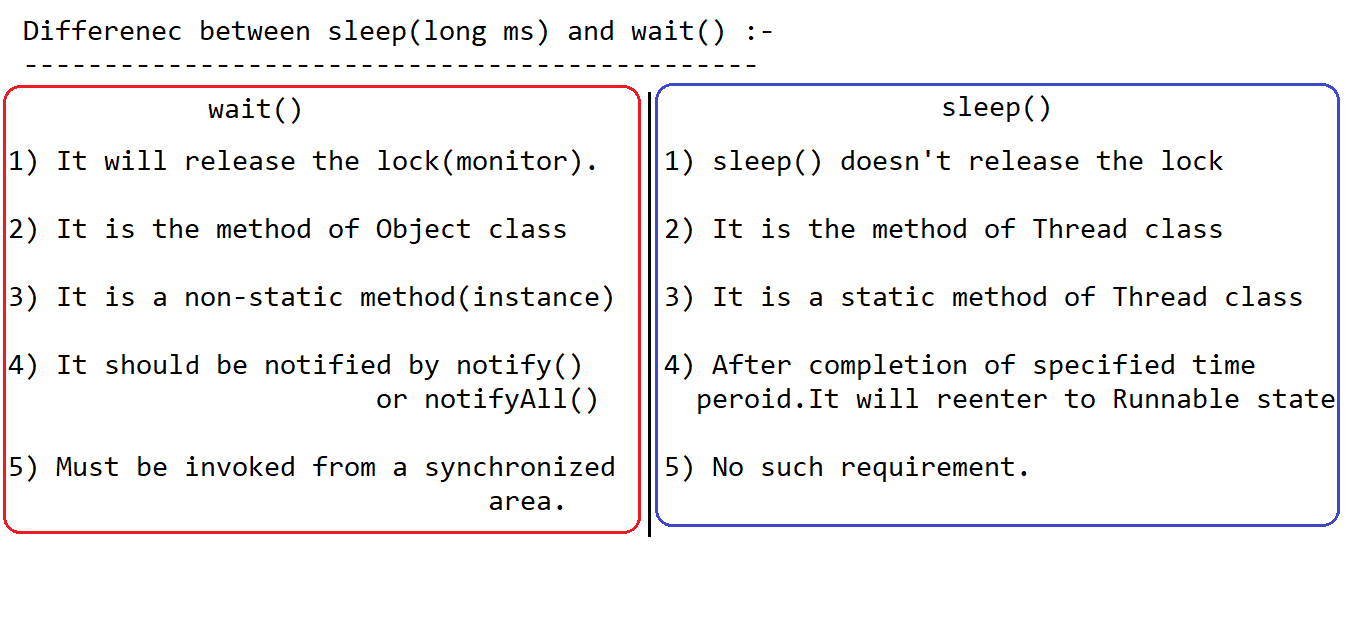 Differenec between sleep(long ms) and wait() :-
----------------------------------------------
wait()
1) It will release the lock(monitor).
2) It is the method of Object class
3) It is a non-static method(instance)
4) It should be notified by notify()
or notifyAll()
5) Must be invoked from a synchronized
area.
sleep()
1) sleep() doesn't release the lock
2) It is the method of Thread class
3) It is a static method of Thread class
4) After completion of specified time
peroid.It will reenter to Runnable state
5) No such requirement.